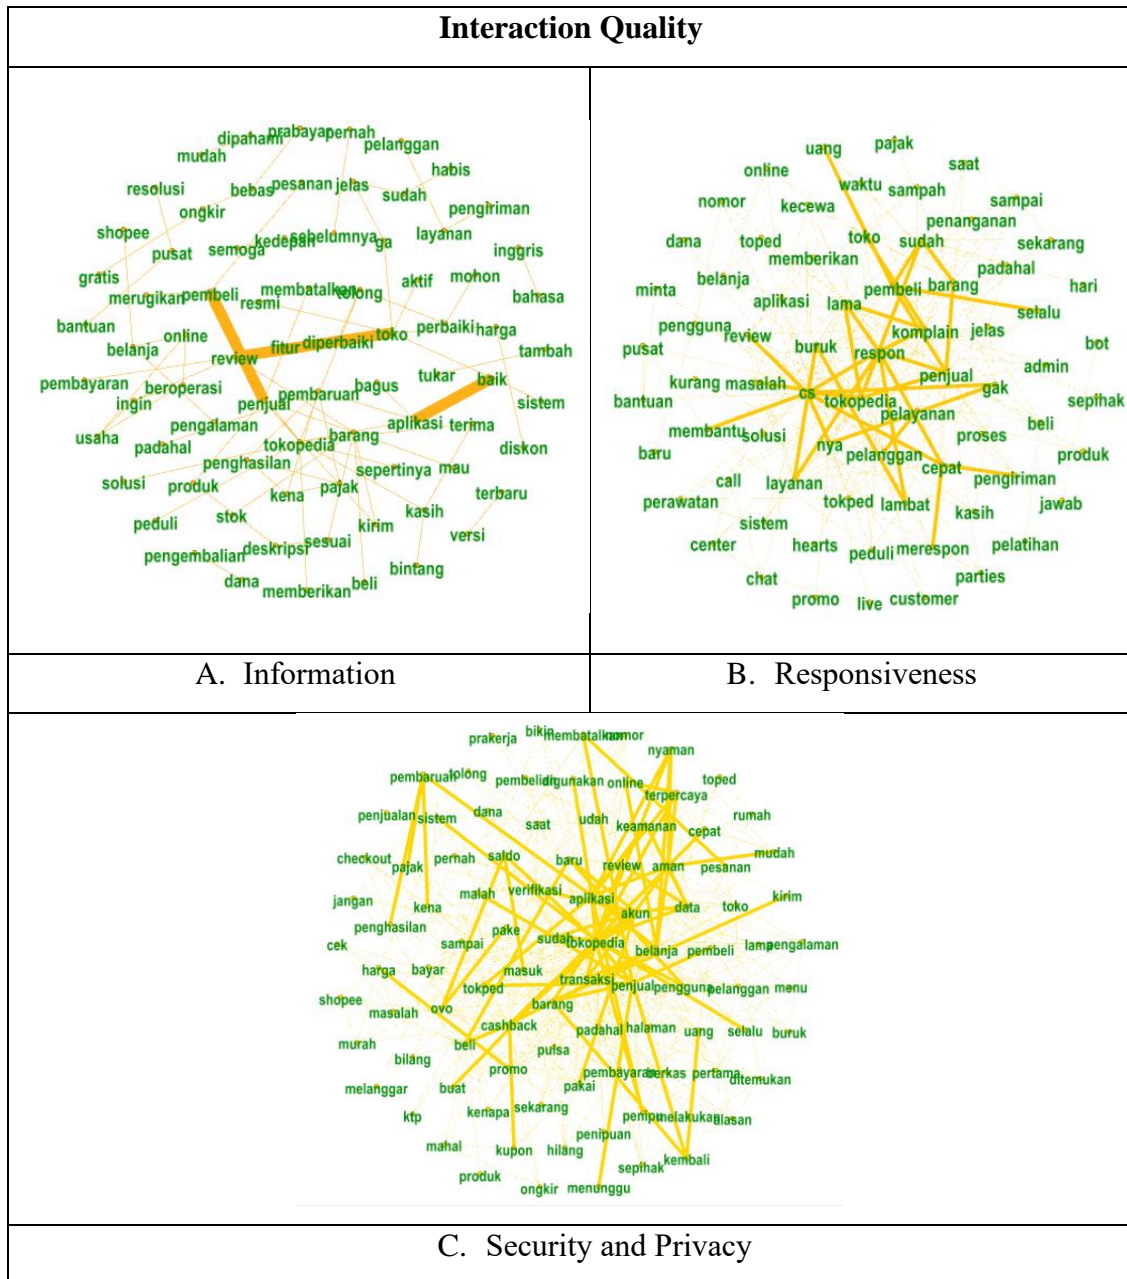 Interaction Quality
dipahami prabayar pernah
mudah pelanggan
resolusi bebas pesanan jelas sudah habis
ongkir pengiriman
shopee pusat semoga kedepan sebelumnya ga layanan inggris
gratis merugikan pembeli resmi membatalkan tolong aktif mohon bahasa
bantuan online review fitur diperbaiki toko perbaiki harga
belanja tambah
pembayaran beroperasi penjual pembaruan bagus tukar baik
ingin sistem
usaha padahal pengalaman tokopedia barang aplikasi terima diskon
solusi produk penghasilan kena pajak sepertinya mau terbaru
peduli stok kirim kasih versi
pengembalian deskripsi sesuai bintang
dana memberikan beli
uang pajak
online waktu sampah saat
nomor kecewa penanganan sampai
dana toped toko sudah sekarang
memberikan padahal
minta belanja aplikasi lama pembeli barang hari
pengguna selalu
pusat review buruk respon komplain jelas bot
kurang masalah cs penjual gak admin
bantuan tokopedia pelayanan sepihak
membantu solusi nya proses beli
baru pelanggan cepat produk
perawatan call layanan tokped lambat pengiriman jawab
sistem kasih
center hearts peduli merespon pelatihan
chat parties
promo live customer
A. Information
B. Responsiveness
prakerja bikin membatalkan nomor
nyaman
pembaruan tolong pembelian digunakan online toped
terpercaya
penjualan sistem dana saat udah keamanan cepat rumah
checkout pajak pernah saldo baru review aman pesanan mudah
jangan kena malah verifikasi aplikasi akun data toko kirim
penghasilan pake
cek sampai sudah tokopedia belanja pembeli lama pengalaman
harga bayar masuk transaksi
shopee tokped penjual pengguna pelanggan menu
masalah ovo barang
murah beli cashback padahal halaman uang selalu buruk
bilang pulsa
melanggar buat promo pakai pembayaran berkas pertama ditemukan
ktp kenapa sekarang penipu melakukan alasan
mahal kupon hilang penipuan
produk sepihak kembali
ongkir menunggu
C. Security and Privacy